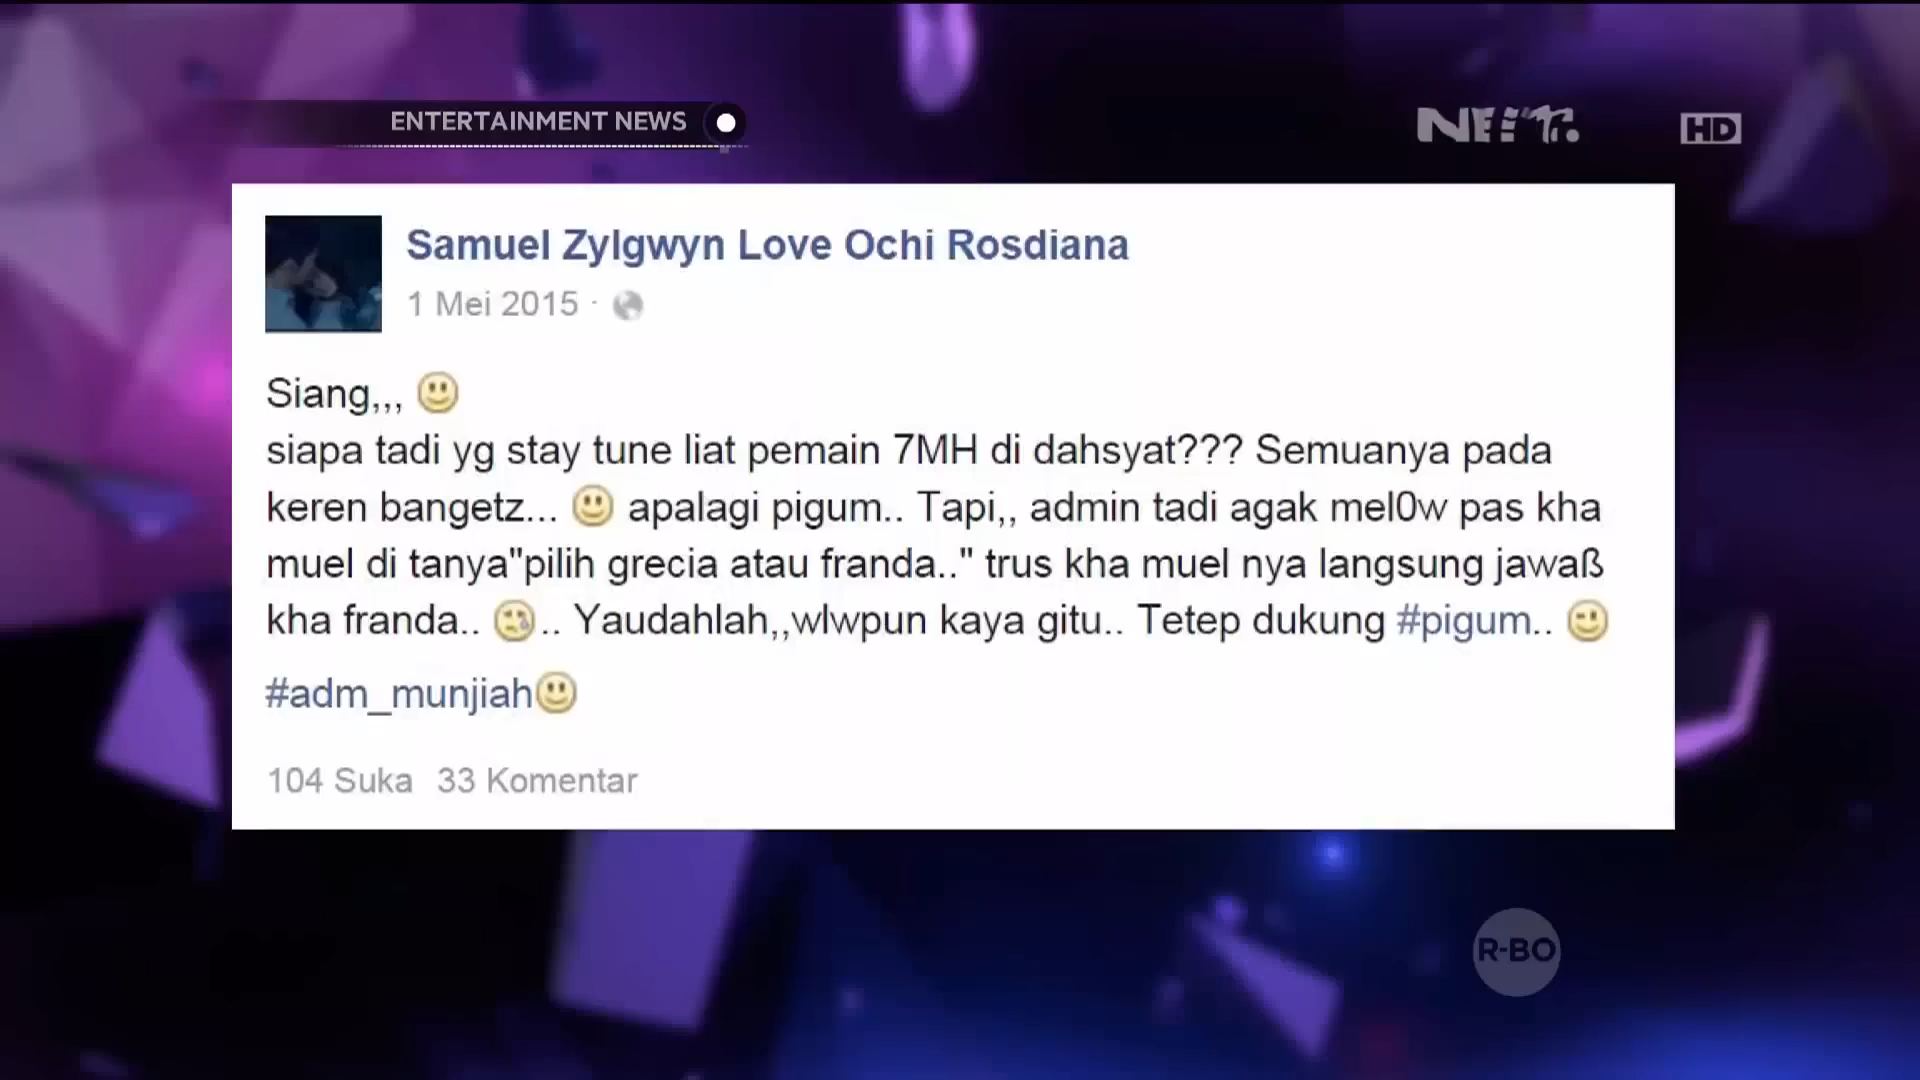 ENTERTAINMENT NEWS
HD
Samuel Zylgwyn Love Ochi Rosdiana
1 Mei 2015 ·
Siang,,,
siapa tadi yg stay tune liat pemain 7MH di dahsyat??? Semuanya pada
keren bangetz... apalagi pigum.. Tapi,, admin tadi agak mel0w pas kha
muel di tanya"pilih grecia atau franda.." trus kha muel nya langsung jawaß
kha franda.. .. Yaudahlah,,wlwpun kaya gitu.. Tetep dukung #pigum..
#adm_munjiah
104 Suka 33 Komentar
R-BO